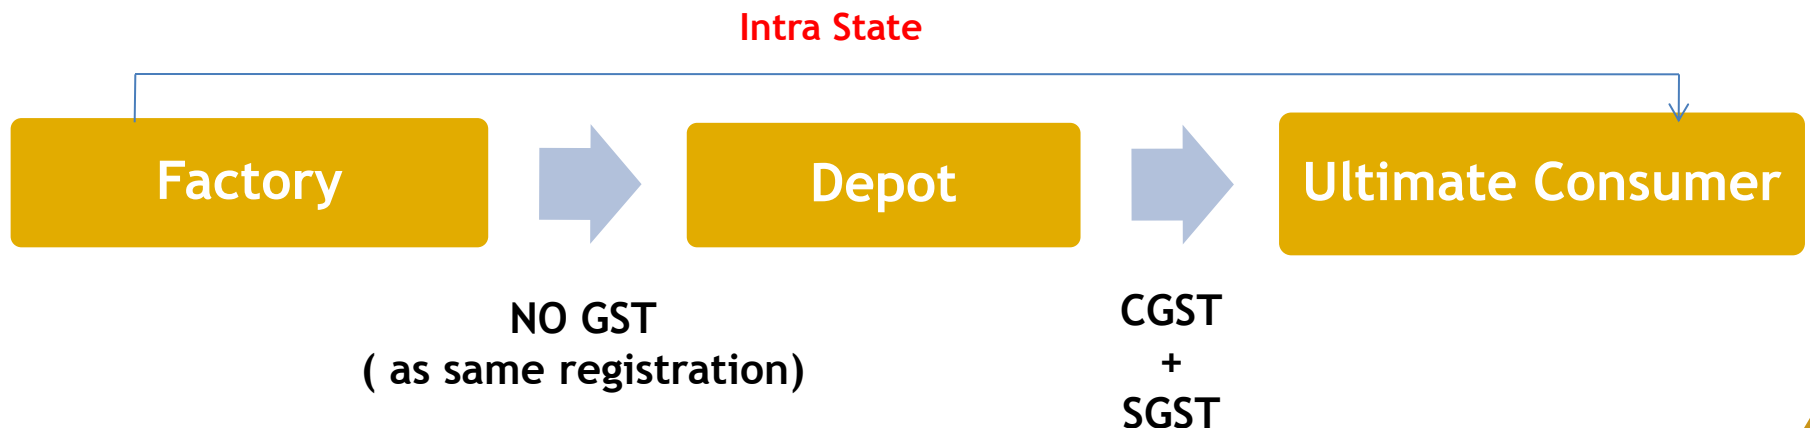 Intra State
Factory
Depot
Ultimate Consumer
NO GST
( as same registration)
CGST
+
SGST